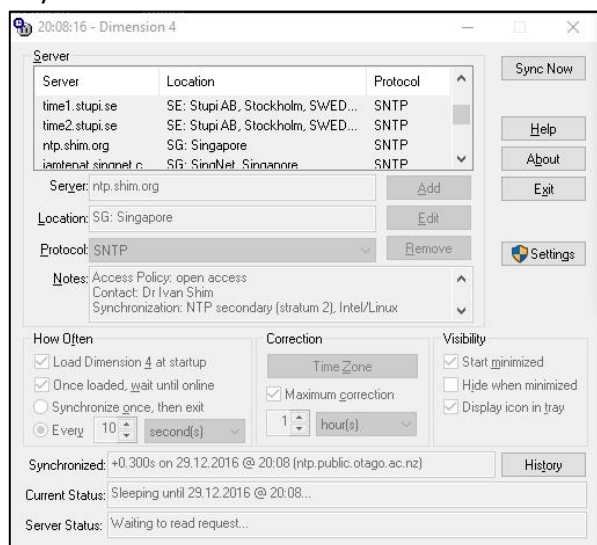 20:08:16 - Dimension 4
Server
Server Location Protocol
time1.stupi.se SE: Stupi AB, Stockholm, SWED... SNTP
time2.stupi.se SE: Stupi AB, Stockholm, SWED... SNTP
ntp.shim.org SG: Singapore SNTP
iamtenat.singnet.c SG: SingNet, Singapore SNTP
Sync Now
Help
About
Exit
Settings
Server: ntp.shim.org Add
Location: SG: Singapore Edit
Protocol: SNTP Remove
Notes: Access Policy: open access
Contact: Dr Ivan Shim
Synchronization: NTP secondary (stratum 2), Intel/Linux
How Often
Load Dimension 4 at startup
Once loaded, wait until online
Synchronize once, then exit
Every 10 second(s)
Correction
Time Zone
Maximum correction
1 hour(s)
Visibility
Start minimized
Hide when minimized
Display icon in tray
Synchronized: +0.300s on 29.12.2016 @ 20:08 (ntp.public.otago.ac.nz) History
Current Status: Sleeping until 29.12.2016 @ 20:08...
Server Status: Waiting to read request...